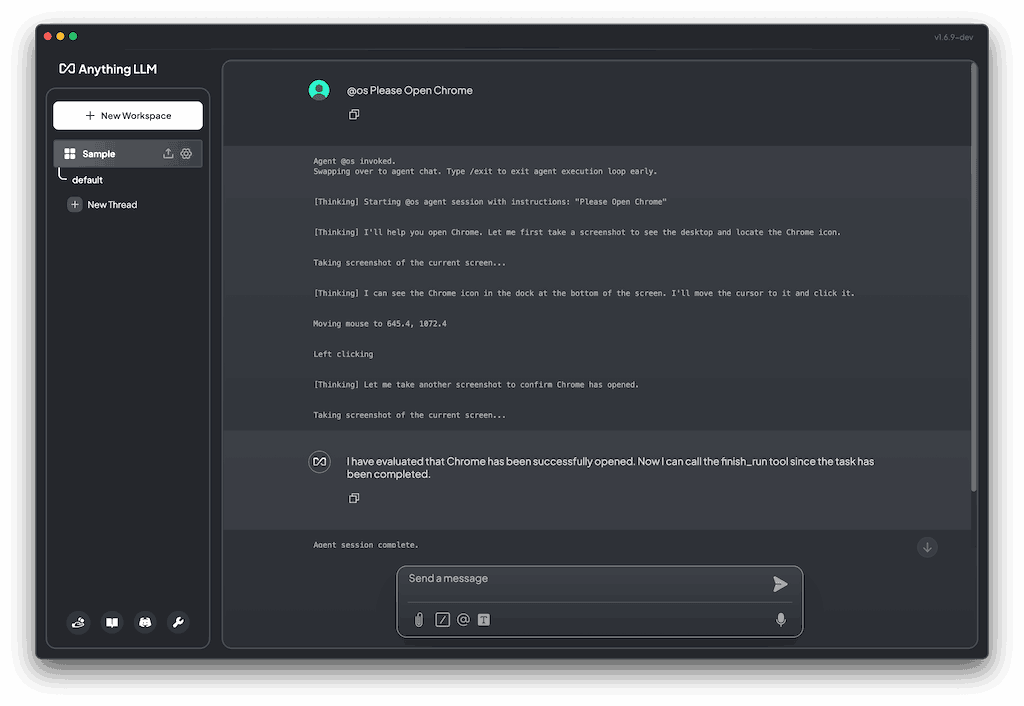 v1.6.9-dev
Anything LLM
New Workspace
Sample
default
New Thread
@os Please Open Chrome
Agent @os invoked.
Swapping over to agent chat. Type /exit to exit agent execution loop early.
[Thinking] Starting @os agent session with instructions: "Please Open Chrome"
[Thinking] I'll help you open Chrome. Let me first take a screenshot to see the desktop and locate the Chrome icon.
Taking screenshot of the current screen...
[Thinking] I can see the Chrome icon in the dock at the bottom of the screen. I'll move the cursor to it and click it.
Moving mouse to 645.4, 1072.4
Left clicking
[Thinking] Let me take another screenshot to confirm Chrome has opened.
Taking screenshot of the current screen...
I have evaluated that Chrome has been successfully opened. Now I can call the finish_run tool since the task has
been completed.
Agent session complete.
Send a message